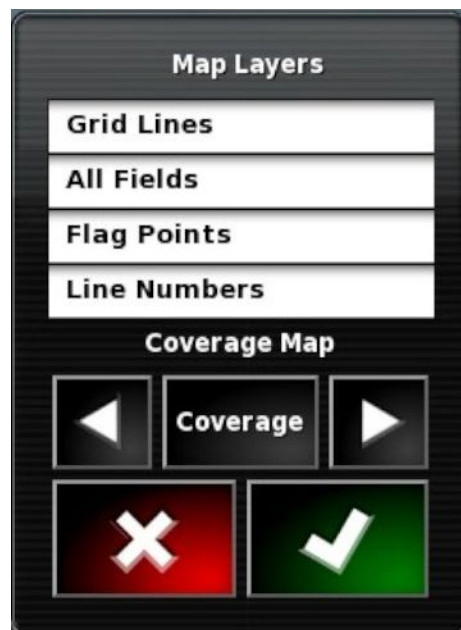 Map Layers
Grid Lines
All Fields
Flag Points
Line Numbers
Coverage Map
Coverage